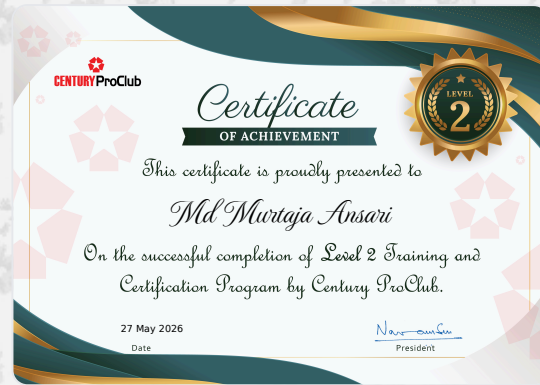 CENTURY ProClub
LEVEL
2
Certificate
OF ACHIEVEMENT
This certificate is proudly presented to
Md Murtaja Ansari
On the successful completion of Level 2 Training and
Certification Program by Century ProClub.
27 May 2026
Date
President